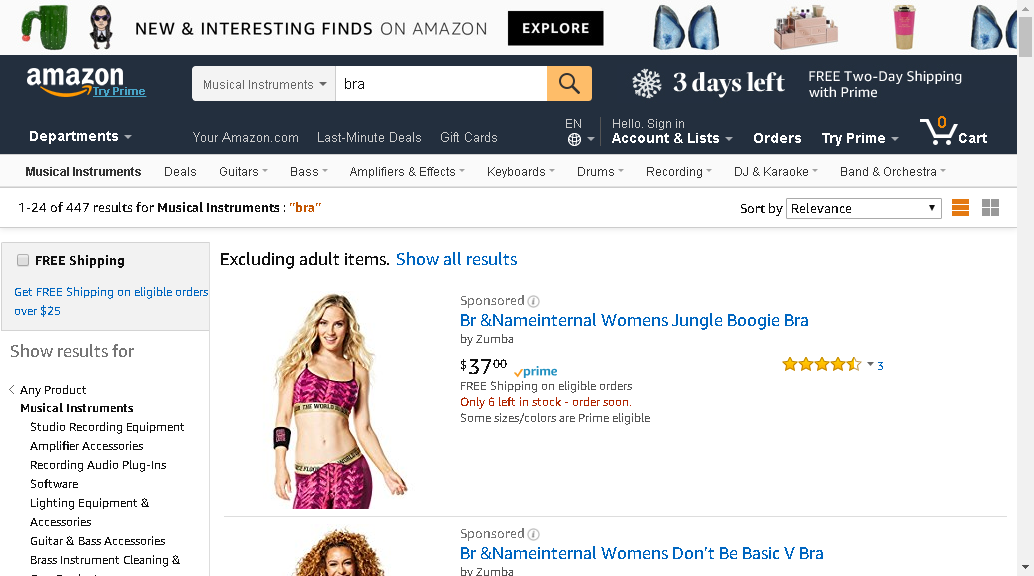 NEW & INTERESTING FINDS ON AMAZON EXPLORE
amazon
Try Prime
Musical Instruments bra
3 days left
FREE Two-Day Shipping
with Prime
Departments
Your Amazon.com Last-Minute Deals Gift Cards
EN
Hello. Sign in
Account & Lists Orders Try Prime 0 Cart
Musical Instruments Deals Guitars Bass Amplifiers & Effects Keyboards Drums Recording DJ & Karaoke Band & Orchestra
1-24 of 447 results for Musical Instruments : "bra"
Sort by Relevance
FREE Shipping
Get FREE Shipping on eligible orders
over $25
Show results for
Any Product
Musical Instruments
Studio Recording Equipment
Amplifier Accessories
Recording Audio Plug-Ins
Software
Lighting Equipment &
Accessories
Guitar & Bass Accessories
Brass Instrument Cleaning &
Excluding adult items. Show all results
Sponsored
Br &Nameinternal Womens Jungle Boogie Bra
by Zumba
$3700 prime
3
FREE Shipping on eligible orders
Only 6 left in stock - order soon.
Some sizes/colors are Prime eligible
Sponsored
Br &Nameinternal Womens Don't Be Basic V Bra
by Zumba